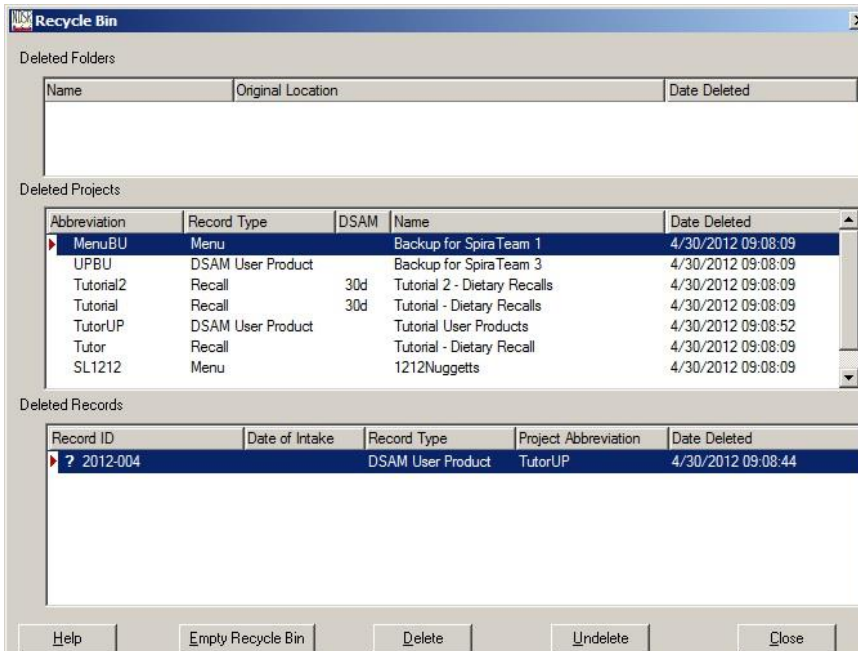 Recycle Bin
Deleted Folders
Name Original Location Date Deleted
Deleted Projects
Abbreviation Record Type DSAM Name Date Deleted
MenuBU Menu Backup for SpiraTeam 1 4/30/2012 09:08:09
UPBU DSAM User Product Backup for SpiraTeam 3 4/30/2012 09:08:09
Tutorial2 Recall 30d Tutorial 2 - Dietary Recalls 4/30/2012 09:08:09
Tutorial Recall 30d Tutorial - Dietary Recalls 4/30/2012 09:08:09
TutorUP DSAM User Product Tutorial User Products 4/30/2012 09:08:52
Tutor Recall Tutorial - Dietary Recall 4/30/2012 09:08:09
SL1212 Menu 1212Nuggetts 4/30/2012 09:08:09
Deleted Records
Record ID Date of Intake Record Type Project Abbreviation Date Deleted
? 2012-004 DSAM User Product TutorUP 4/30/2012 09:08:44
Help Empty Recycle Bin Delete Undelete Close